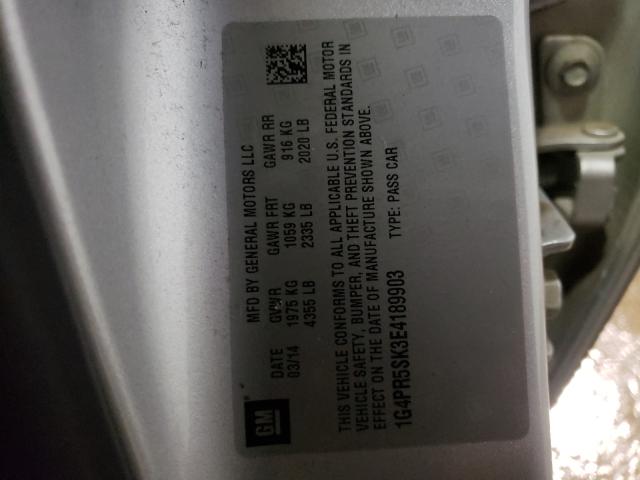 GM
MFD BY GENERAL MOTORS LLC
DATE GVWR GAWR FRT GAWR RR
03/14 1975 KG 1059 KG 916 KG
4355 LB 2335 LB 2020 LB
THIS VEHICLE CONFORMS TO ALL APPLICABLE U.S. FEDERAL MOTOR
VEHICLE SAFETY, BUMPER, AND THEFT PREVENTION STANDARDS IN
EFFECT ON THE DATE OF MANUFACTURE SHOWN ABOVE.
1G4PR5SK3E4189903 TYPE: PASS CAR